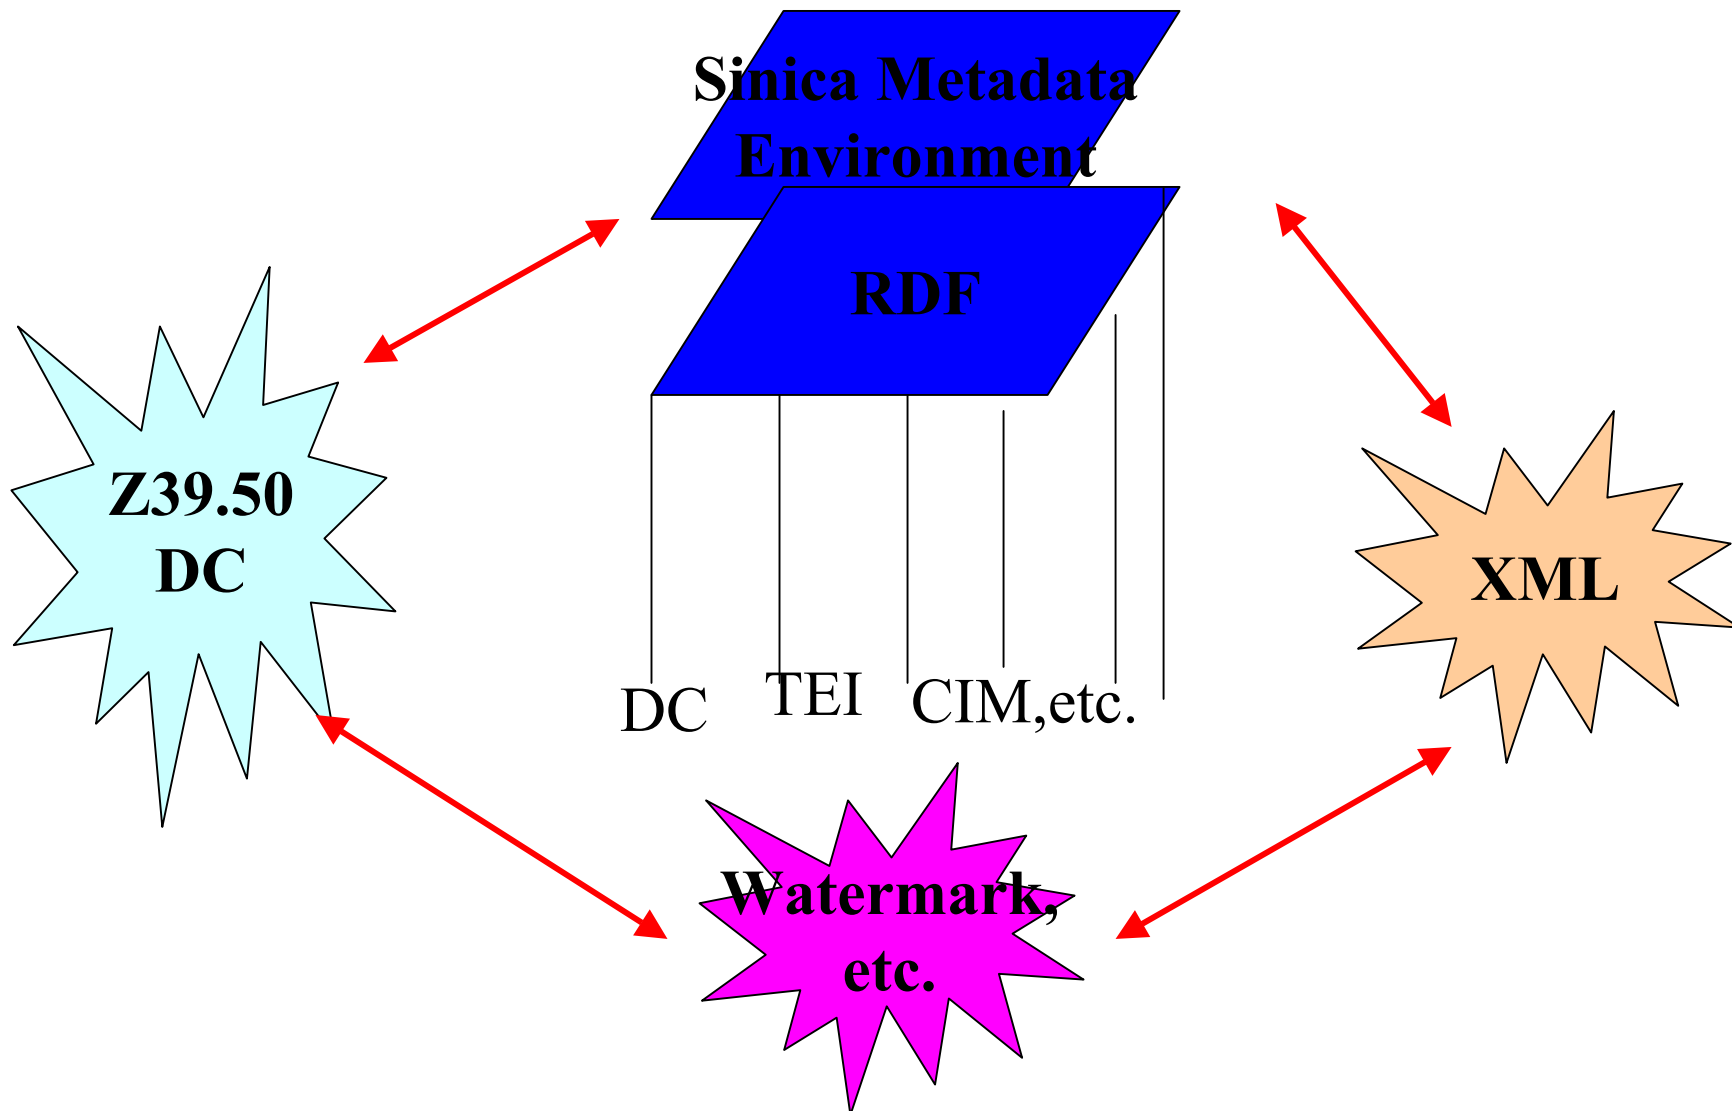 Sinica Metadata
Environment
RDF
Z39.50
DC
XML
DC
TEI
CIM,etc.
Watermark,
etc.